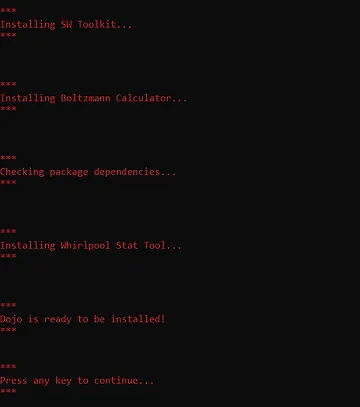 ***
Installing SW Toolkit...
***
***
Installing Boltzmann Calculator...
***
***
Checking package dependencies...
***
***
Installing Whirlpool Stat Tool...
***
***
Dojo is ready to be installed!
***
***
Press any key to continue...
***